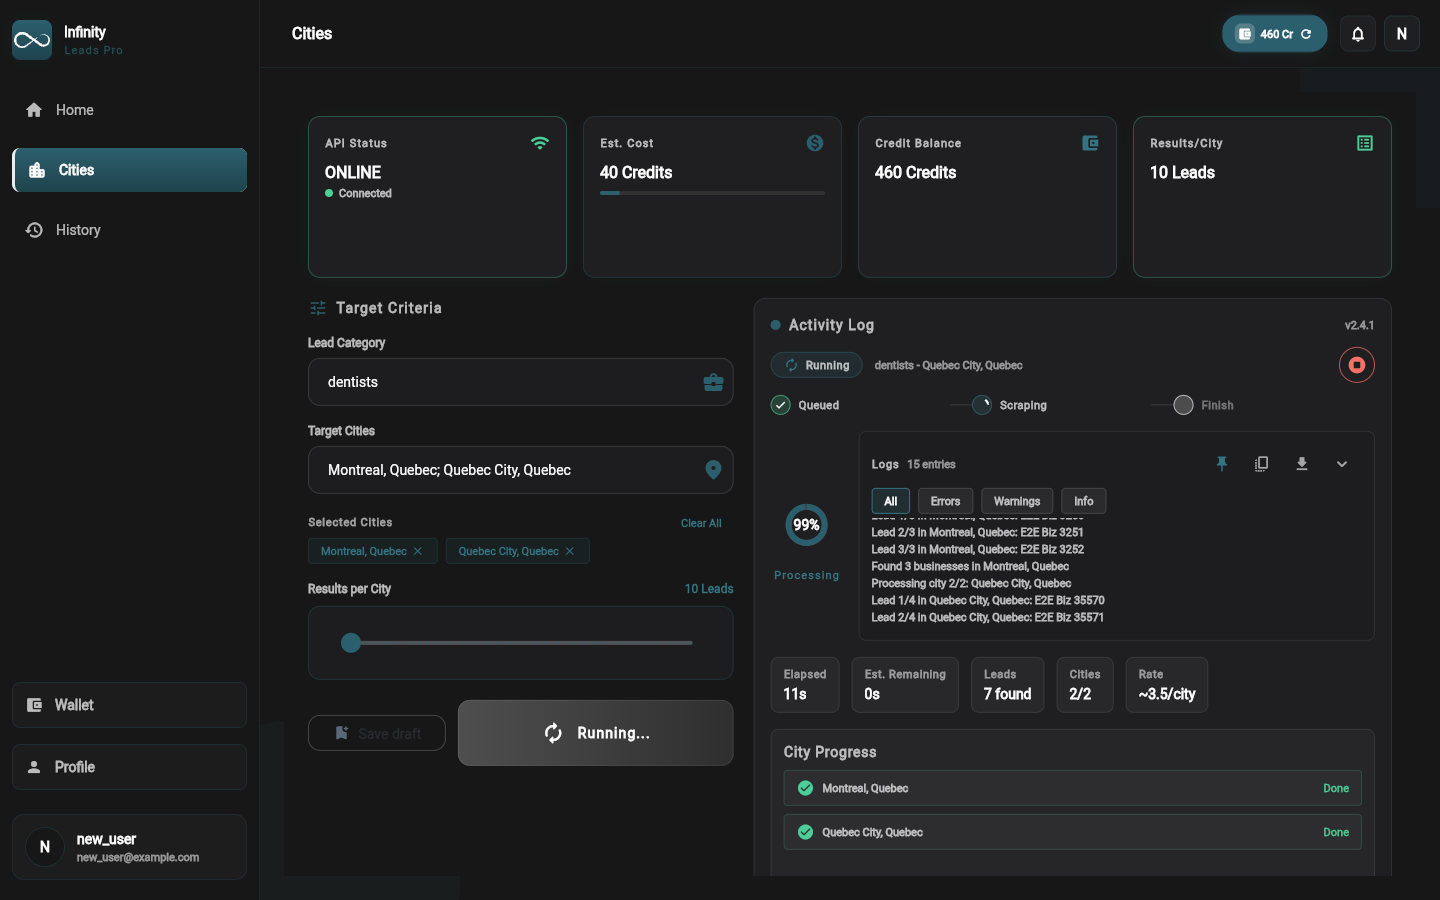 Infinity
Leads Pro
Home
Cities
History
Wallet
Profile
N
new_user
new_user@example.com
Cities
460 Cr
N
API Status
ONLINE
Connected
Est. Cost
40 Credits
Credit Balance
460 Credits
Results/City
10 Leads
Target Criteria
Lead Category
dentists
Target Cities
Montreal, Quebec; Quebec City, Quebec
Selected Cities
Clear All
Montreal, Quebec
Quebec City, Quebec
Results per City
10 Leads
Save draft
Running...
Activity Log
v2.4.1
Running
dentists - Quebec City, Quebec
Queued
Scraping
Finish
99%
Processing
Logs 15 entries
All
Errors
Warnings
Info
Lead 2/3 in Montreal, Quebec: E2E Biz 3251
Lead 3/3 in Montreal, Quebec: E2E Biz 3252
Found 3 businesses in Montreal, Quebec
Processing city 2/2: Quebec City, Quebec
Lead 1/4 in Quebec City, Quebec: E2E Biz 35570
Lead 2/4 in Quebec City, Quebec: E2E Biz 35571
Elapsed
11s
Est. Remaining
0s
Leads
7 found
Cities
2/2
Rate
~3.5/city
City Progress
Montreal, Quebec
Done
Quebec City, Quebec
Done